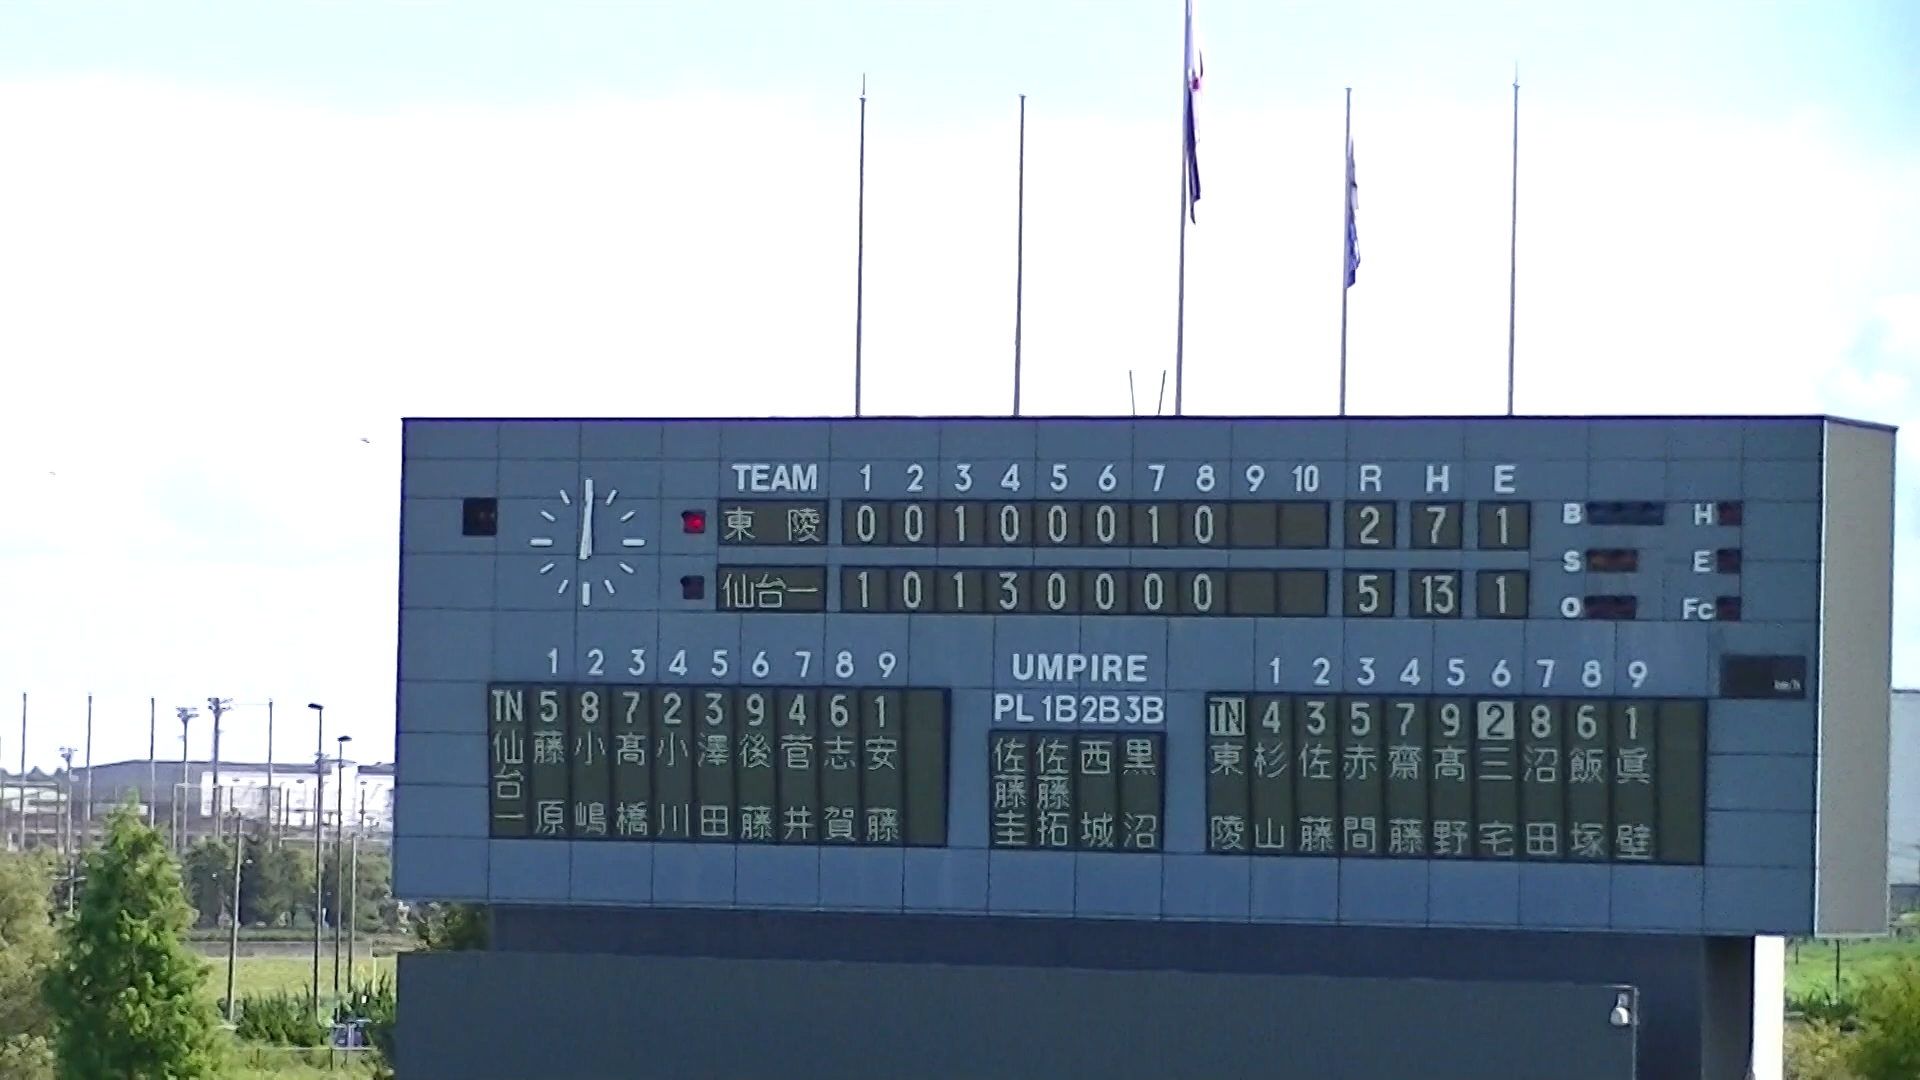 TEAM 1 2 3 4 5 6 7 8 9 10 R H E
東陵 0 0 1 0 0 0 1 0 2 7 1
仙台一 1 0 1 3 0 0 0 0 5 13 1
B H
S E
O Fc
1 2 3 4 5 6 7 8 9
TN 5 8 7 2 3 9 4 6 1
仙台一
藤原
小嶋
髙橋
小川
澤田
後藤
菅井
志賀
安藤
UMPIRE
PL 1B 2B 3B
佐藤圭
佐藤拓
西城
黒沼
1 2 3 4 5 6 7 8 9
TN 4 3 5 7 9 2 8 6 1
東陵
杉山
佐藤
赤間
齋藤
髙野
三宅
沼田
飯塚
眞壁
km/h